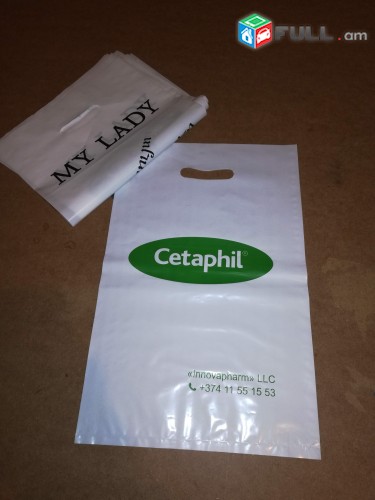 FULL.am
MY LADY
Cetaphil®
«Innovapharm» LLC
+374 11 55 15 53